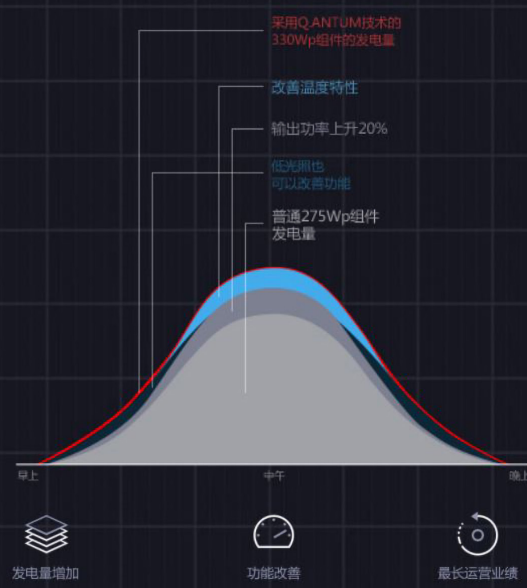 采用Q.ANTUM技术的
330Wp组件的发电量
改善温度特性
输出功率上升20%
低光照也
可以改善功能
普通275Wp组件
发电量
早上
中午
晚上
发电量增加
功能改善
最长运营业绩